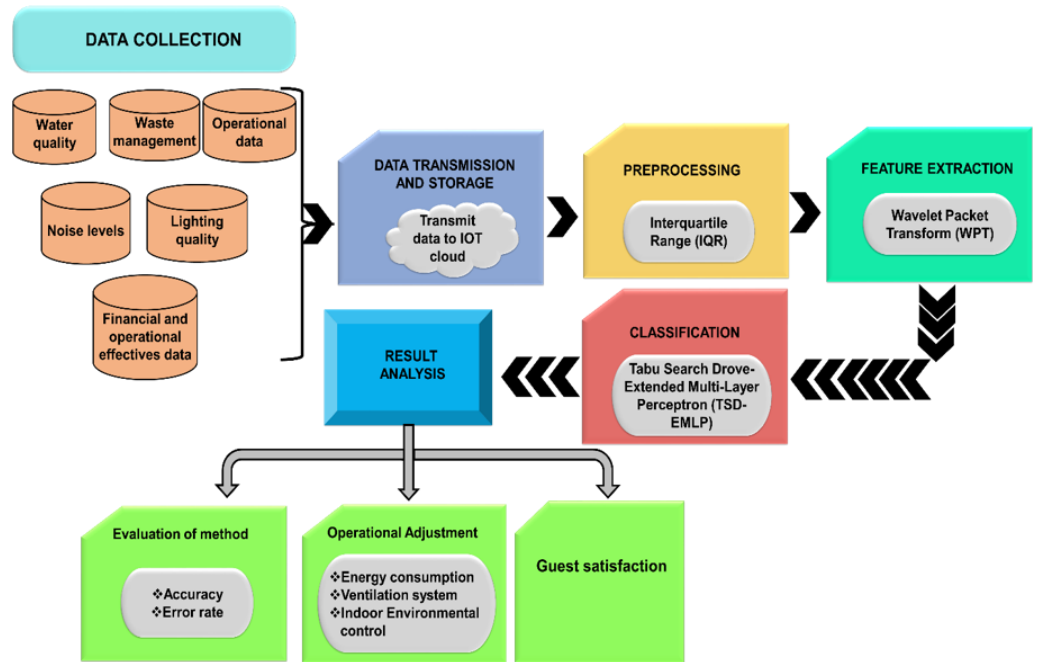 DATA COLLECTION
Water
quality
Waste
management
Operational
data
Noise levels
Lighting
quality
Financial and
operational
effectives data
DATA TRANSMISSION
AND STORAGE
Transmit
data to IOT
cloud
PREPROCESSING
Interquartile
Range (IQR)
FEATURE EXTRACTION
Wavelet Packet
Transform (WPT)
CLASSIFICATION
Tabu Search Drove-
Extended Multi-Layer
Perceptron (TSD-
EMLP)
RESULT
ANALYSIS
Evaluation of method
❖Accuracy
❖Error rate
Operational Adjustment
❖Energy consumption
❖Ventilation system
❖Indoor Environmental
control
Guest satisfaction